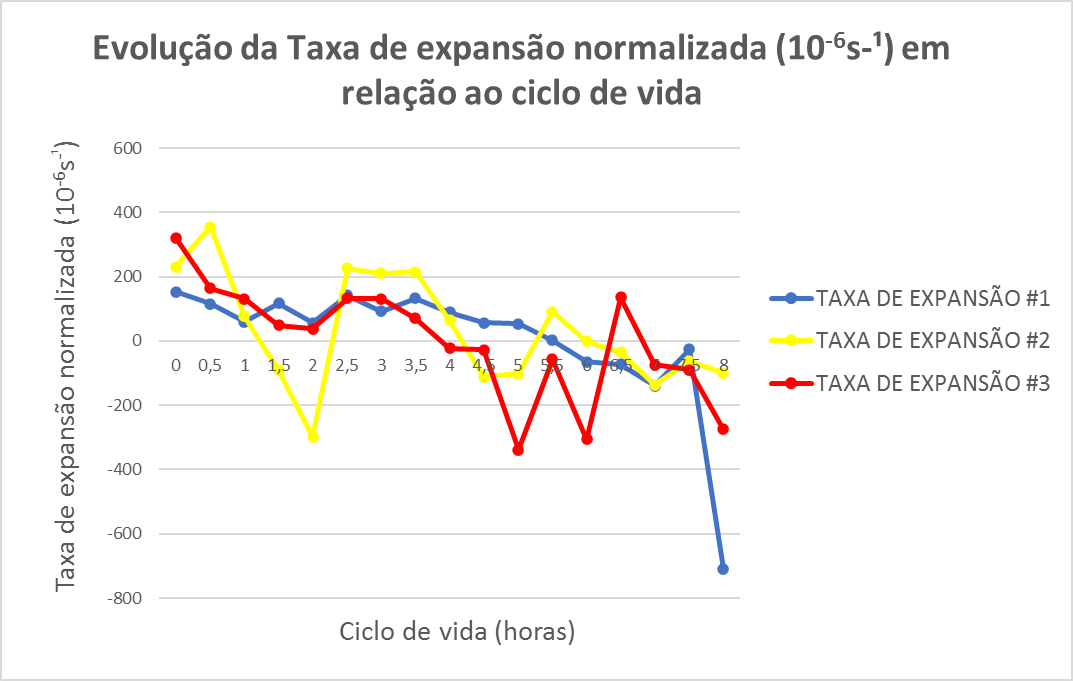 Evolução da Taxa de expansão normalizada (10⁻⁶s-¹) em
relação ao ciclo de vida
Taxa de expansão normalizada (10⁻⁶s-¹)
600
400
200
0
-200
-400
-600
-800
0 0,5 1 1,5 2 2,5 3 3,5 4 4,5 5 5,5 6 6,5 7,5 8
Ciclo de vida (horas)
TAXA DE EXPANSÃO #1
TAXA DE EXPANSÃO #2
TAXA DE EXPANSÃO #3